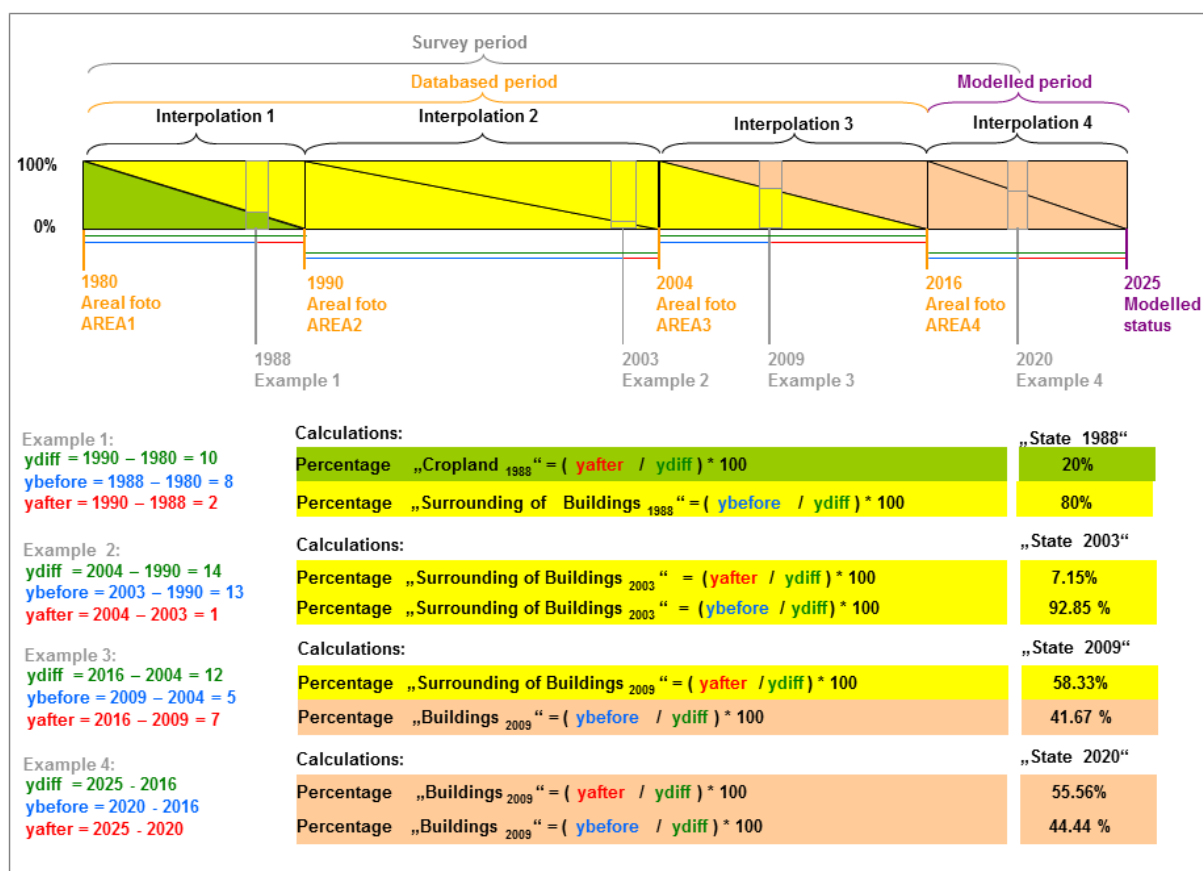 Survey period
Databased period
Modelled period
Interpolation 1
Interpolation 2
Interpolation 3
Interpolation 4
100%
0%
1980
Areal foto
AREA1
1990
Areal foto
AREA2
2004
Areal foto
AREA3
2016
Areal foto
AREA4
2025
Modelled
status
1988
Example 1
2003
Example 2
2009
Example 3
2020
Example 4
Example 1:
ydiff = 1990 – 1980 = 10
ybefore = 1988 – 1980 = 8
yafter = 1990 – 1988 = 2
Calculations:
„State 1988“
Percentage „Cropland 1988“ = ( yafter / ydiff ) * 100 20%
Percentage „Surrounding of Buildings 1988“ = ( ybefore / ydiff ) * 100 80%
Example 2:
ydiff = 2004 – 1990 = 14
ybefore = 2003 – 1990 = 13
yafter = 2004 – 2003 = 1
Calculations:
„State 2003“
Percentage „Surrounding of Buildings 2003“ = (yafter / ydiff) * 100 7.15%
Percentage „Surrounding of Buildings 2003“ = (ybefore / ydiff) * 100 92.85 %
Example 3:
ydiff = 2016 – 2004 = 12
ybefore = 2009 – 2004 = 5
yafter = 2016 – 2009 = 7
Calculations:
„State 2009“
Percentage „Surrounding of Buildings 2009“ = ( yafter / ydiff ) * 100 58.33%
Percentage „Buildings 2009“ = ( ybefore / ydiff ) * 100 41.67 %
Example 4:
ydiff = 2025 - 2016
ybefore = 2020 - 2016
yafter = 2025 - 2020
Calculations:
„State 2020“
Percentage „Buildings 2009“ = ( yafter / ydiff ) * 100 55.56%
Percentage „Buildings 2009“ = ( ybefore / ydiff ) * 100 44.44 %